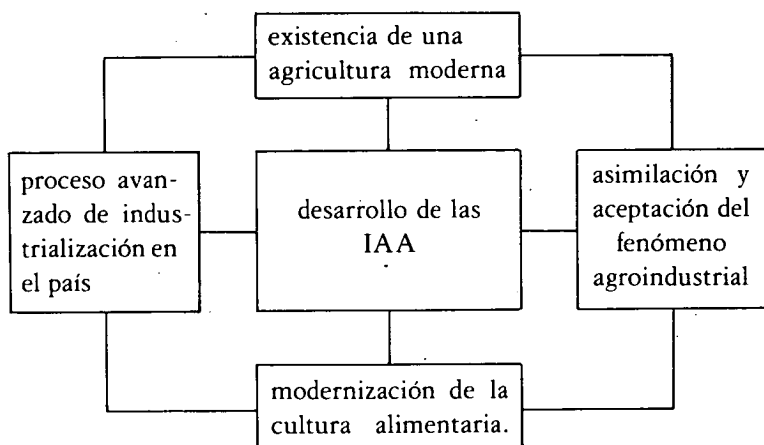 existencia de una
agricultura moderna
proceso avan-
zado de indus-
trialización en
el país
desarrollo de las
IAA
asimilación y
aceptación del
fenómeno
agroindustrial
modernización de la
cultura alimentaria.